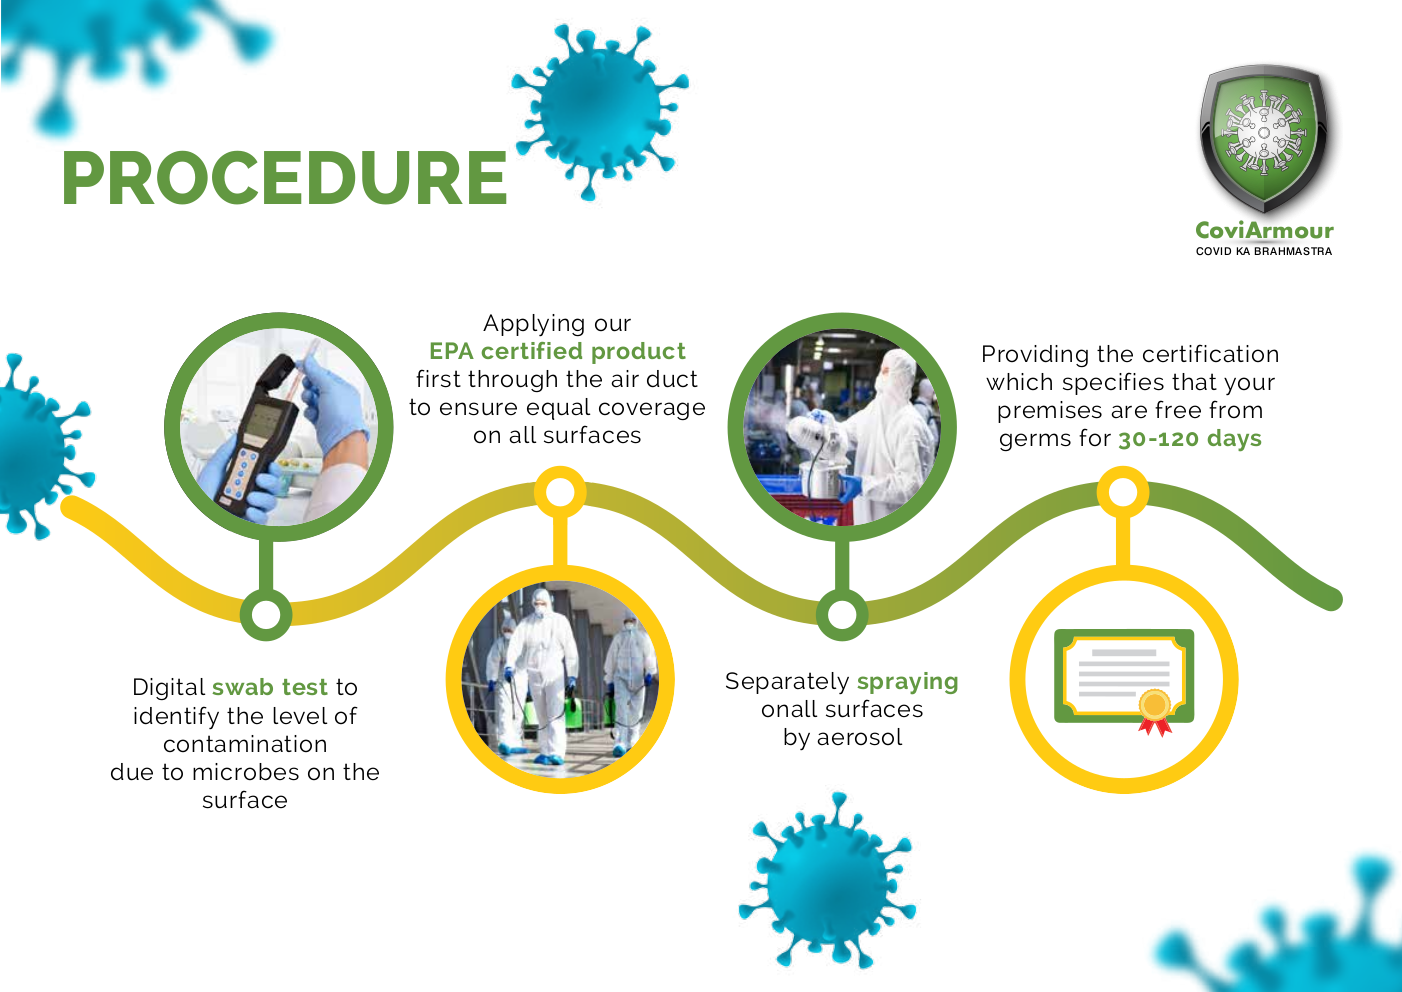 PROCEDURE
CoviArmour
COVID KA BRAHMASTRA
Digital swab test to
identify the level of
contamination
due to microbes on the
surface
Applying our
EPA certified product
first through the air duct
to ensure equal coverage
on all surfaces
Separately spraying
onall surfaces
by aerosol
Providing the certification
which specifies that your
premises are free from
germs for 30-120 days